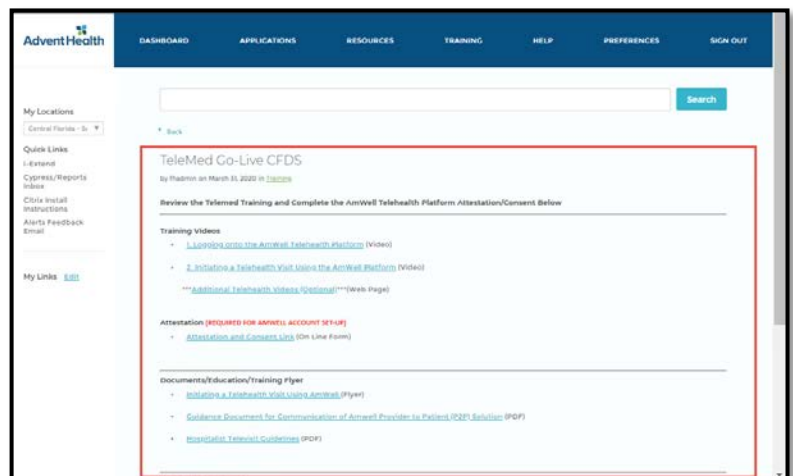 AdventHealth
DASHBOARD APPLICATIONS RESOURCES TRAINING HELP PREFERENCES SIGN OUT
Search
My Locations
Central Florida -
Back
Quick Links
i-Extend
Cypress/Reports
Inbox
Citrix Install
Instructions
Alerts Feedback
Email
My Links Edit
TeleMed Go-Live CFDS
by fhadmin on March 31, 2020 in Training
Review the Telemed Training and Complete the AmWell Telehealth Platform Attestation/Consent Below
Training Videos
• 1. Logging onto the AmWell Telehealth Platform (Video)
• 2. Initiating a Telehealth Visit Using the AmWell Platform (Video)
***Additional Telehealth Videos (Optional)***(Web Page)
Attestation [REQUIRED FOR AMWELL ACCOUNT SET-UP]
• Attestation and Consent Link (On Line Form)
Documents/Education/Training Flyer
• Initiating a Telehealth Visit Using AmWell (Flyer)
• Guidance Document for Communication of Amwell Provider to Patient (P2P) Solution (PDF)
• Hospitalist Televisit Guidelines (PDF)